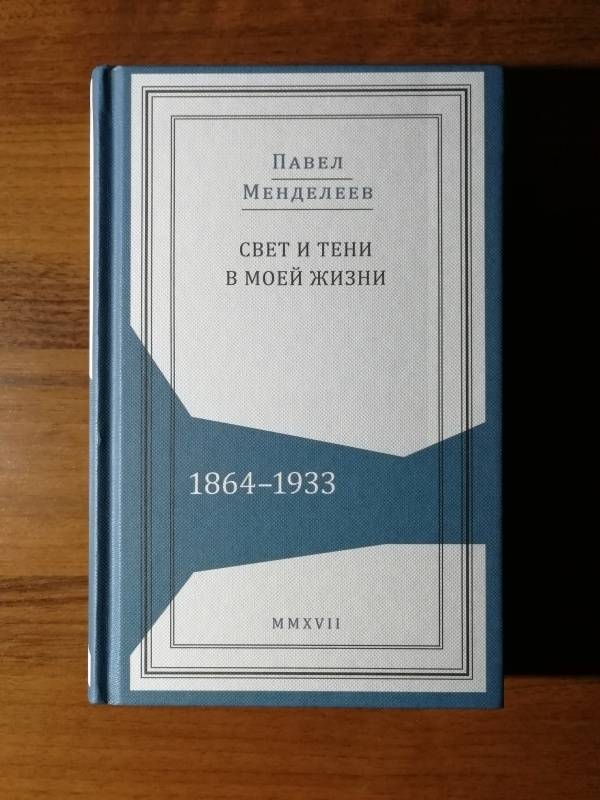 Павел
Менделеев
СВЕТ И ТЕНИ
В МОЕЙ ЖИЗНИ
1864–1933
MMXVII